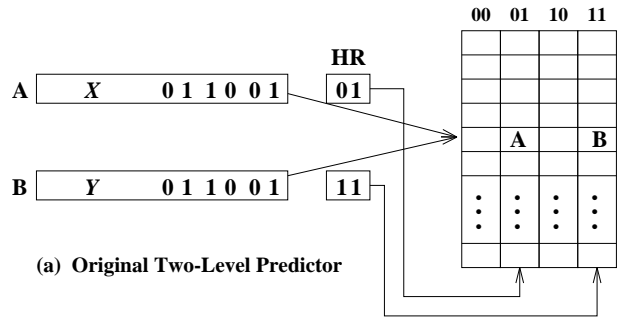 00 01 10 11
HR
A X 0 1 1 0 0 1 01
A B
B Y 0 1 1 0 0 1 11
(a) Original Two-Level Predictor